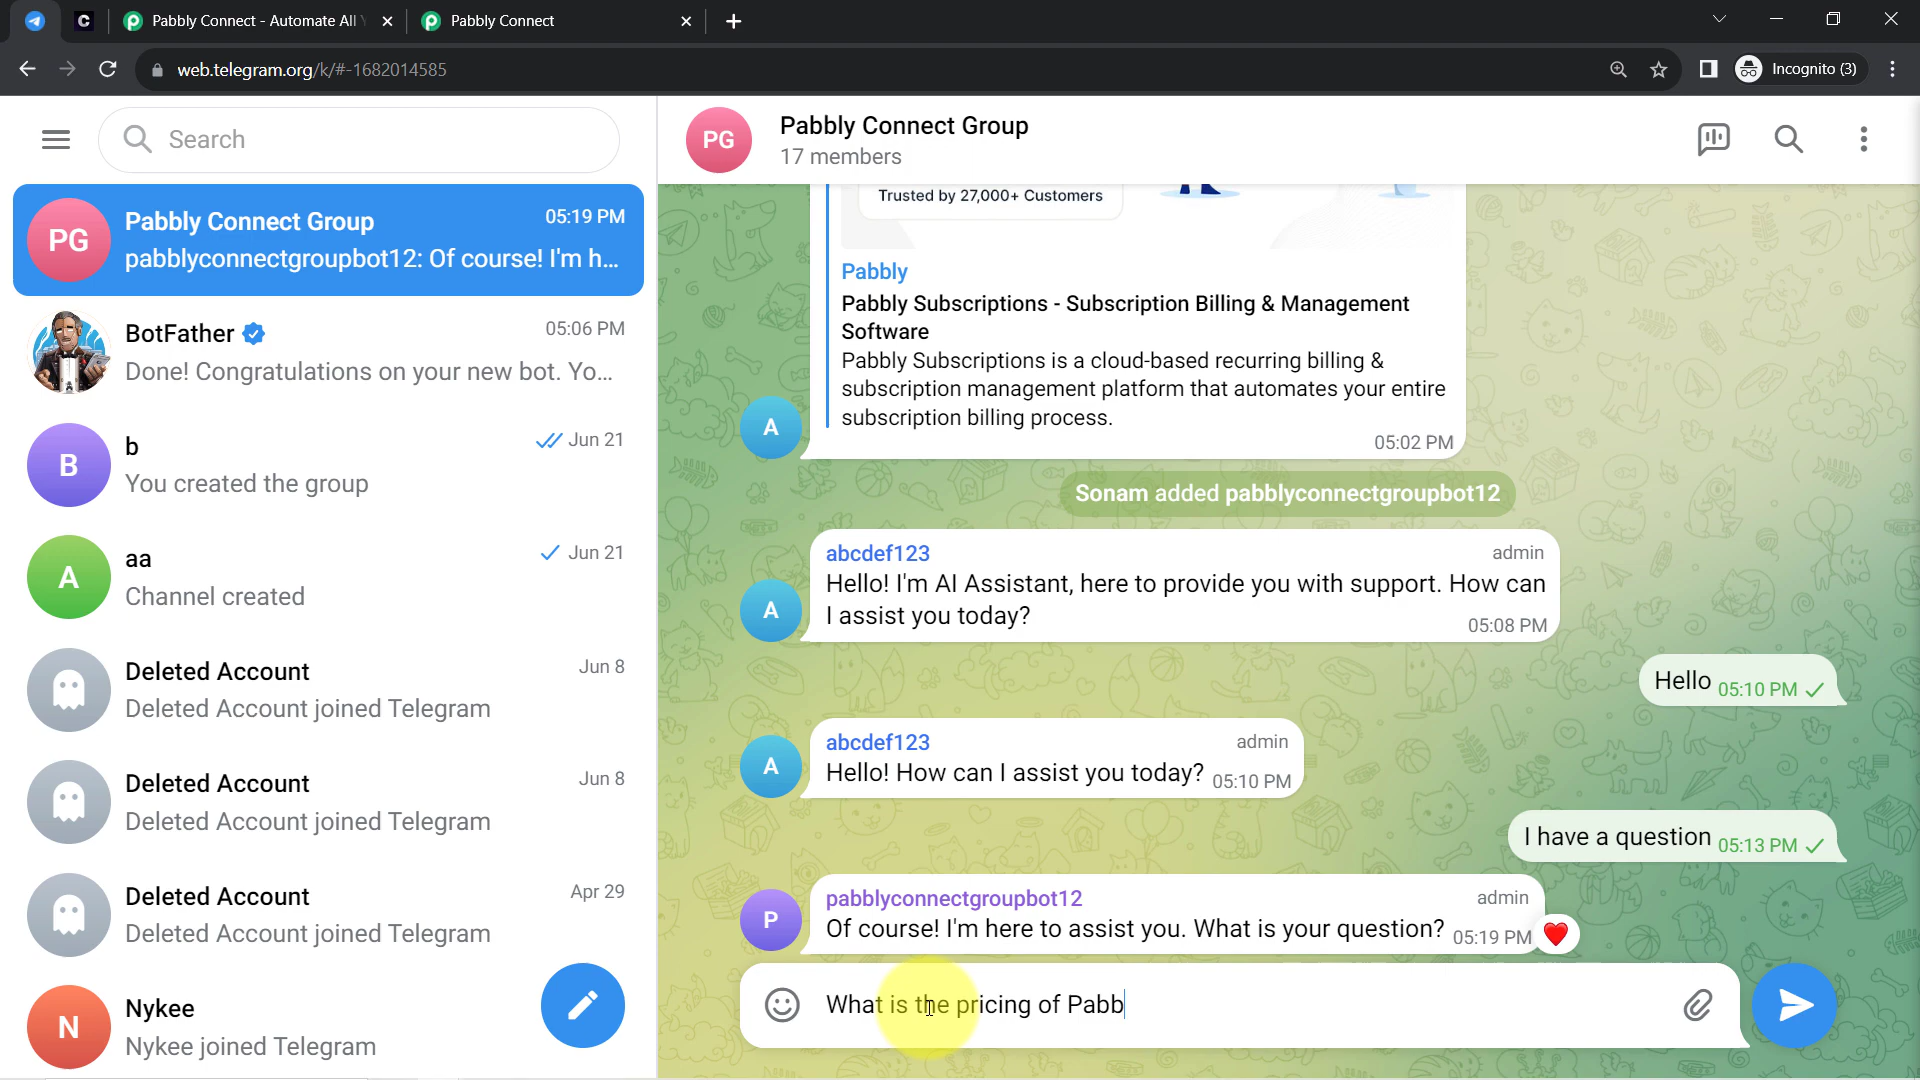 Pabbly Connect - Automate All Y
Pabbly Connect
web.telegram.org/k/#-1682014585
Incognito (3)
Search
Pabbly Connect Group
17 members
PG
Pabbly Connect Group 05:19 PM
pabblyconnectgroupbot12: Of course! I'm h...
BotFather 05:06 PM
Done! Congratulations on your new bot. Yo...
B
b Jun 21
You created the group
A
aa Jun 21
Channel created
Deleted Account Jun 8
Deleted Account joined Telegram
Deleted Account Jun 8
Deleted Account joined Telegram
Deleted Account Apr 29
Deleted Account joined Telegram
N
Nykee
Nykee joined Telegram
PG
Trusted by 27,000+ Customers
Pabbly
Pabbly Subscriptions - Subscription Billing & Management
Software
Pabbly Subscriptions is a cloud-based recurring billing &
subscription management platform that automates your entire
subscription billing process.
A
05:02 PM
Sonam added pabblyconnectgroupbot12
abcdef123 admin
Hello! I'm AI Assistant, here to provide you with support. How can
I assist you today?
A
05:08 PM
Hello 05:10 PM
abcdef123 admin
A
Hello! How can I assist you today? 05:10 PM
I have a question 05:13 PM
pabblyconnectgroupbot12 admin
P
Of course! I'm here to assist you. What is your question? 05:19 PM
What is the pricing of Pabb